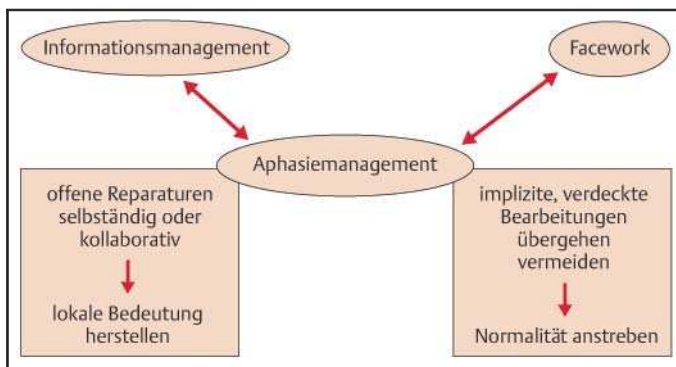 Informationsmanagement
Facework
Aphasiemanagement
offene Reparaturen
selbständig oder
kollaborativ
lokale Bedeutung
herstellen
implizite, verdeckte
Bearbeitungen
übergehen
vermeiden
Normalität anstreben